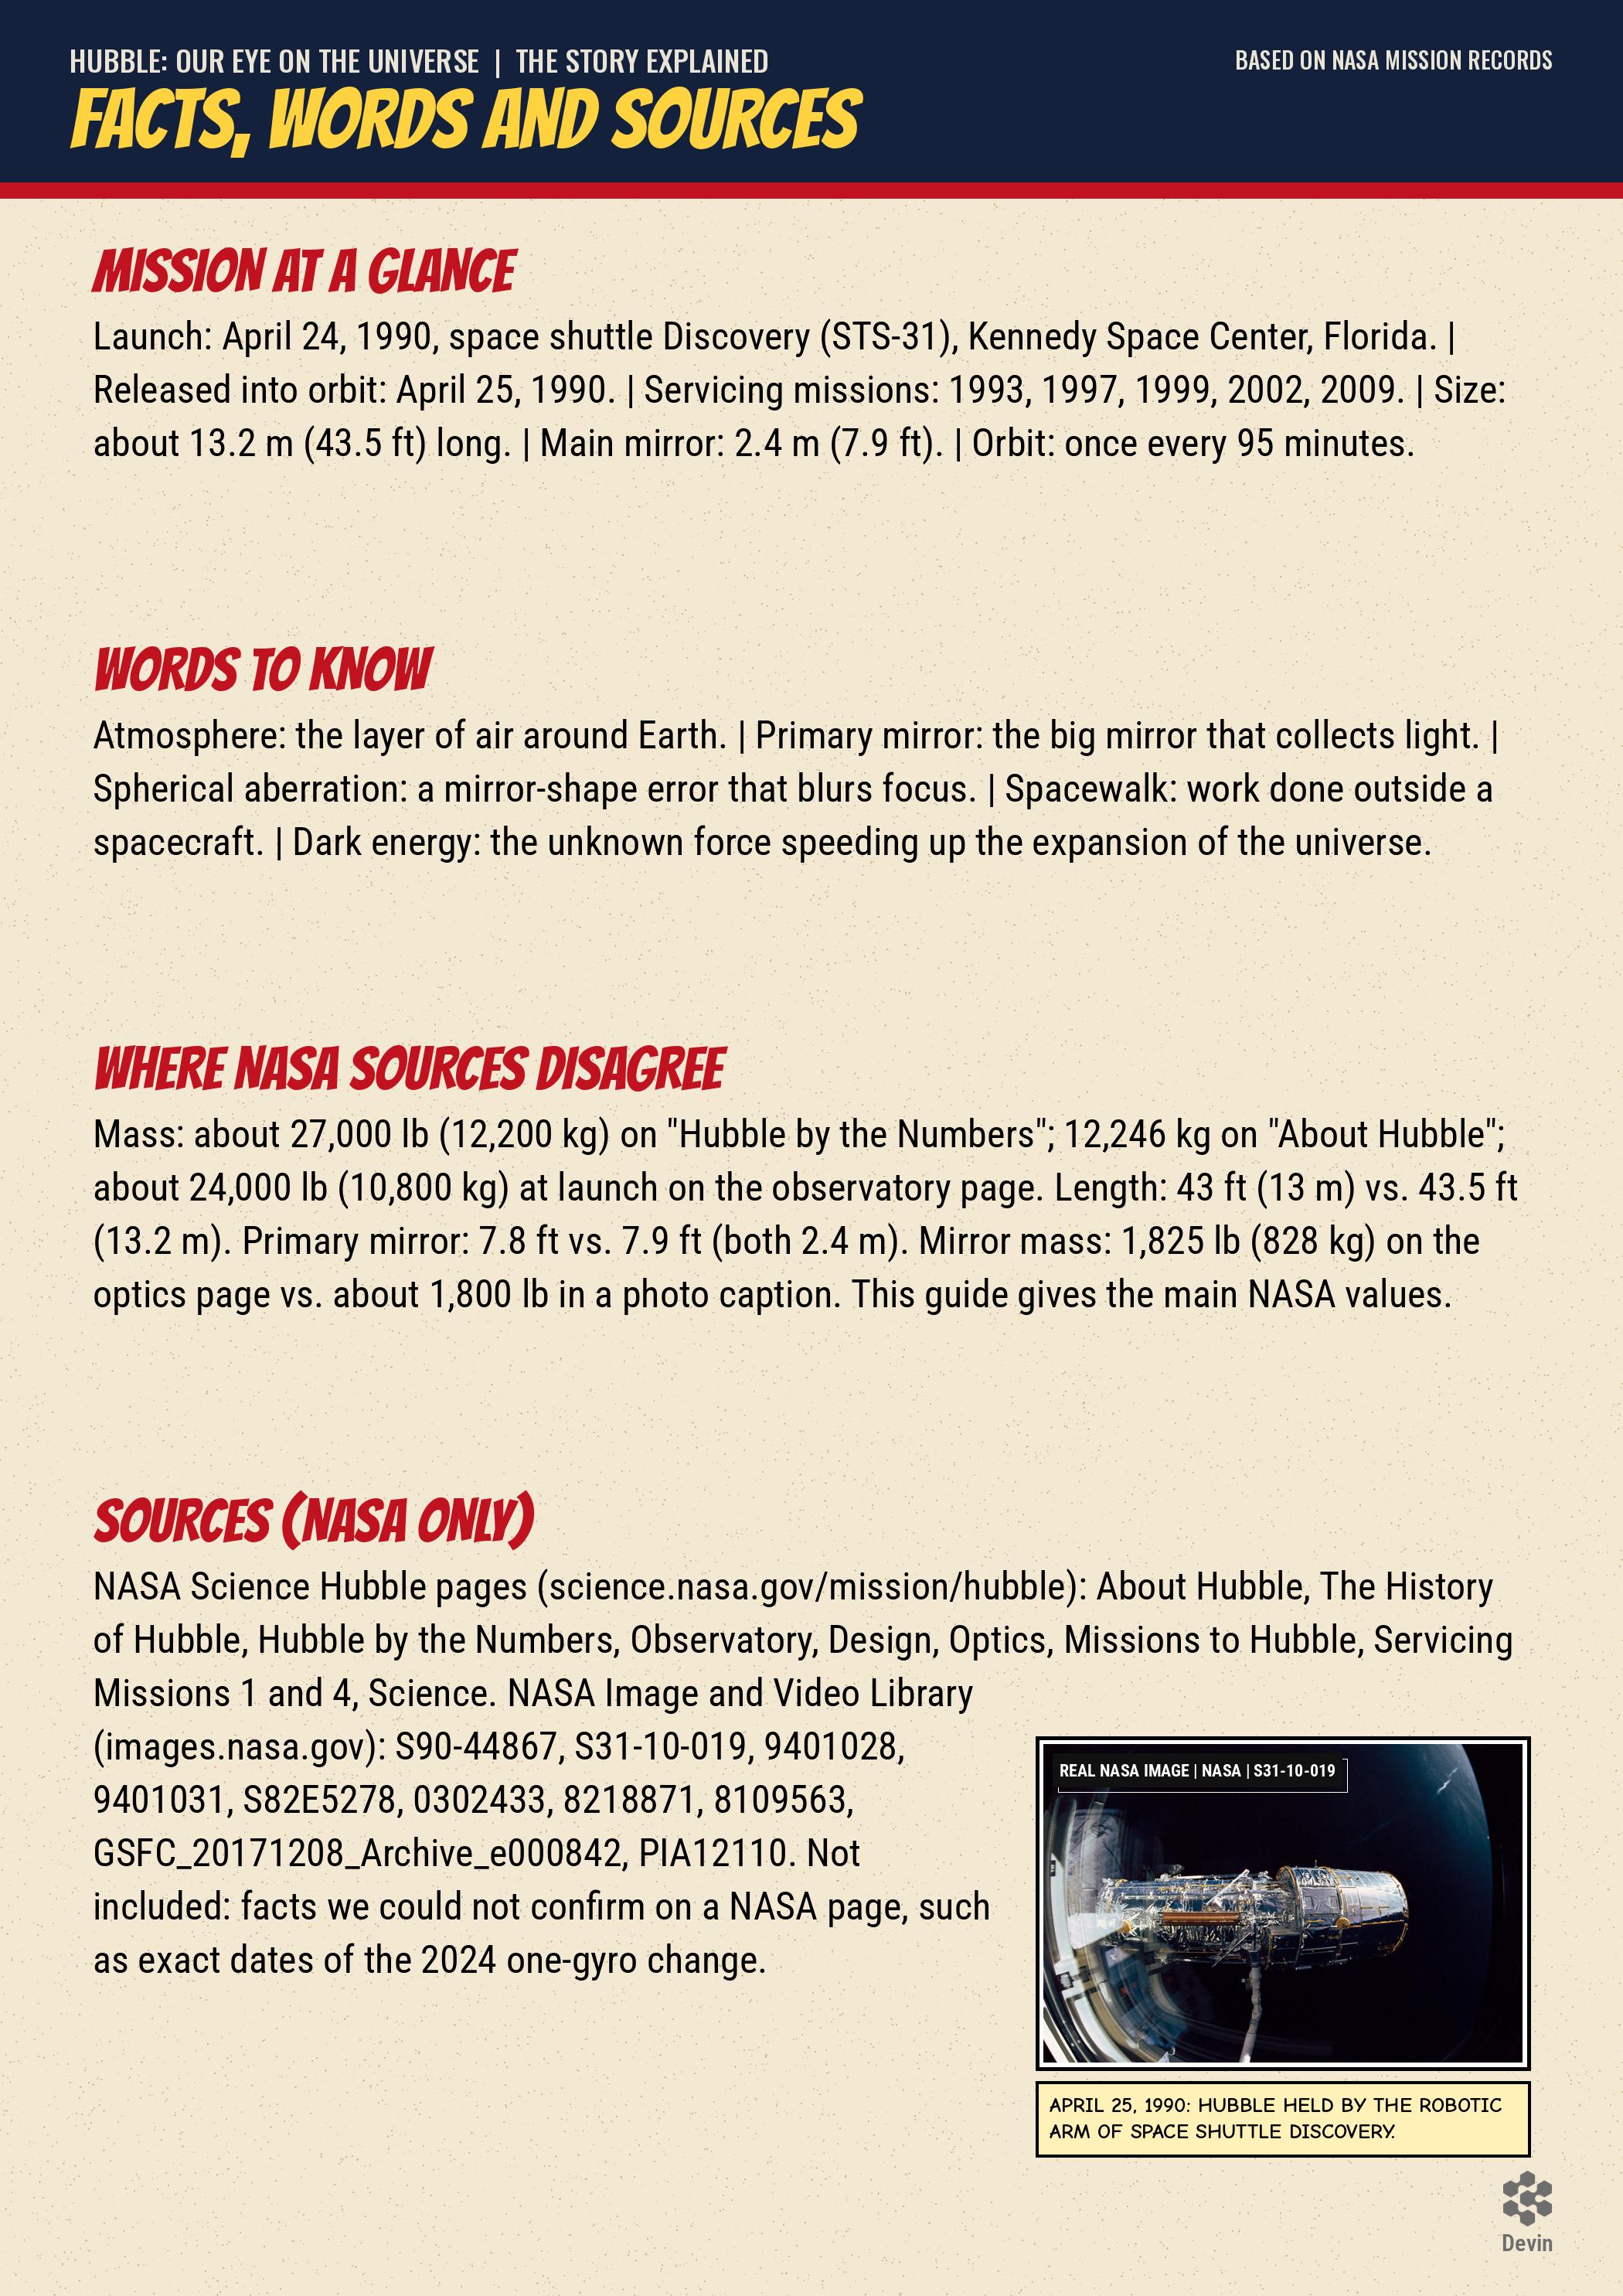 HUBBLE: OUR EYE ON THE UNIVERSE | THE STORY EXPLAINED
BASED ON NASA MISSION RECORDS
FACTS, WORDS AND SOURCES
MISSION AT A GLANCE
Launch: April 24, 1990, space shuttle Discovery (STS-31), Kennedy Space Center, Florida. |
Released into orbit: April 25, 1990. | Servicing missions: 1993, 1997, 1999, 2002, 2009. | Size:
about 13.2 m (43.5 ft) long. | Main mirror: 2.4 m (7.9 ft). | Orbit: once every 95 minutes.
WORDS TO KNOW
Atmosphere: the layer of air around Earth. | Primary mirror: the big mirror that collects light. |
Spherical aberration: a mirror-shape error that blurs focus. | Spacewalk: work done outside a
spacecraft. | Dark energy: the unknown force speeding up the expansion of the universe.
WHERE NASA SOURCES DISAGREE
Mass: about 27,000 lb (12,200 kg) on "Hubble by the Numbers"; 12,246 kg on "About Hubble";
about 24,000 lb (10,800 kg) at launch on the observatory page. Length: 43 ft (13 m) vs. 43.5 ft
(13.2 m). Primary mirror: 7.8 ft vs. 7.9 ft (both 2.4 m). Mirror mass: 1,825 lb (828 kg) on the
optics page vs. about 1,800 lb in a photo caption. This guide gives the main NASA values.
SOURCES (NASA ONLY)
NASA Science Hubble pages (science.nasa.gov/mission/hubble): About Hubble, The History
of Hubble, Hubble by the Numbers, Observatory, Design, Optics, Missions to Hubble, Servicing
Missions 1 and 4, Science. NASA Image and Video Library
(images.nasa.gov): S90-44867, S31-10-019, 9401028,
9401031, S82E5278, 0302433, 8218871, 8109563,
GSFC_20171208_Archive_e000842, PIA12110. Not
included: facts we could not confirm on a NASA page, such
as exact dates of the 2024 one-gyro change.
REAL NASA IMAGE | NASA | S31-10-019
APRIL 25, 1990: HUBBLE HELD BY THE ROBOTIC
ARM OF SPACE SHUTTLE DISCOVERY.
Devin